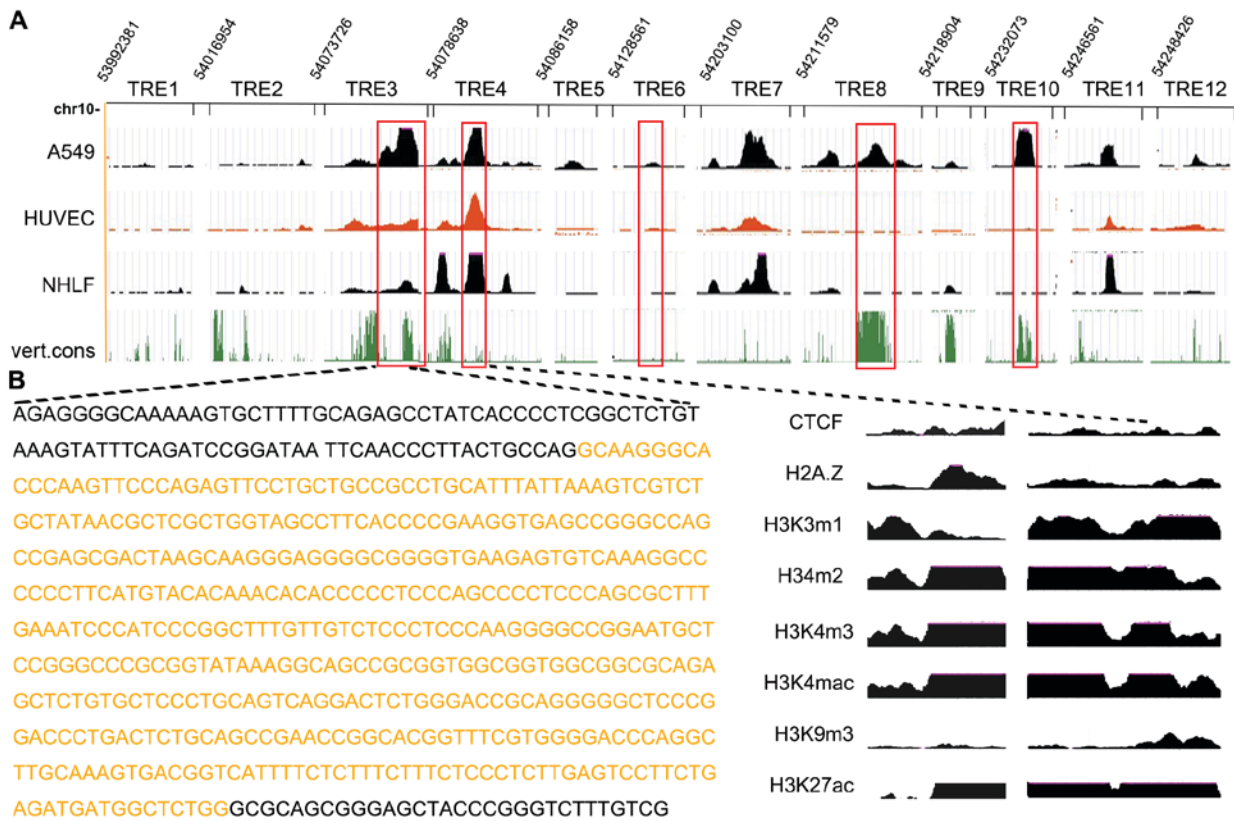 A
53992381 54016954 54073726 54078638 54086158 54128561 54203100 54211579 54218904 54232073 54246561 54248426
TRE1 TRE2 TRE3 TRE4 TRE5 TRE6 TRE7 TRE8 TRE9 TRE10 TRE11 TRE12
chr10-
A549
HUVEC
NHLF
vert.cons
B
AGAGGGGCAAAAAGTGCTTTTGCAGAGCCTATCACCCCTCGGCTCTGT
AAAGTATTTCAGATCCGGATAA TTCAACCCTTACTGCCAGGCAAGGGCA
CCCAAGTTCCCAGAGTTCCTGCTGCCGCCTGCATTTATTAAAGTCGTCT
GCTATAACGCTCGCTGGTAGCCTTCACCCCGAAGGTGAGCCGGGCCAG
CCGAGCGACTAAGCAAGGGAGGGGCGGGGTGAAGAGTGTCAAAGGCC
CCCCTTCATGTACACAAACACACCCCCTCCCAGCCCCTCCCAGCGCTTT
GAAATCCCATCCCGGCTTTGTTGTCTCCCTCCCAAGGGGCCGGAATGCT
CCGGGCCCGCGGTATAAAGGCAGCCGCGGTGGCGGTGGCGGCGCAGA
GCTCTGTGCTCCCTGCAGTCAGGACTCTGGGACCGCAGGGGGCTCCCG
GACCCTGACTCTGCAGCCGAACCGGCACGGTTTCGTGGGGACCCAGGC
TTGCAAAGTGACGGTCATTTTCTCTTTCTTTCTCCCTCTTGAGTCCTTCTG
AGATGATGGCTCTGGGCGCAGCGGGAGCTACCCGGGTCTTTGTCG
CTCF
H2A.Z
H3K3m1
H34m2
H3K4m3
H3K4mac
H3K9m3
H3K27ac